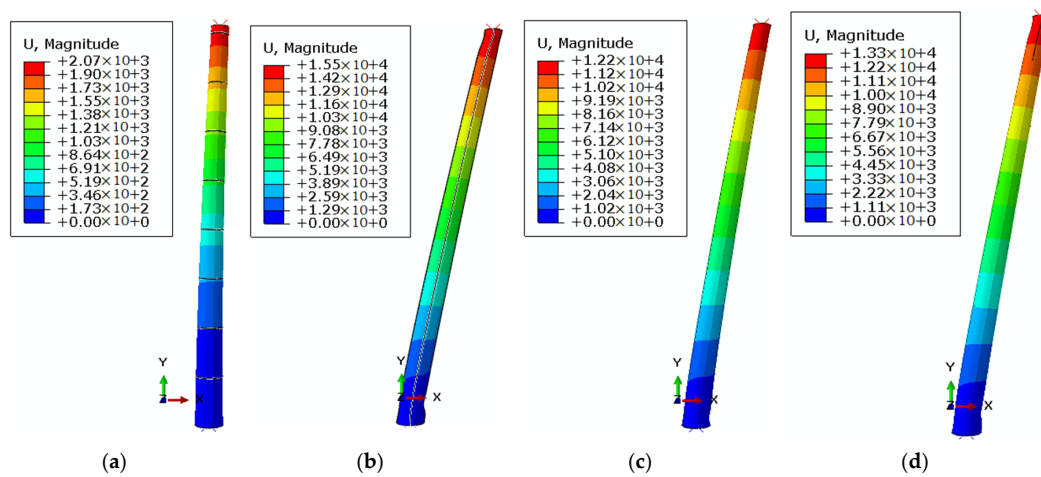 U, Magnitude
+2.07×10+3
+1.90×10+3
+1.73×10+3
+1.55×10+3
+1.38×10+3
+1.21×10+3
+1.03×10+3
+8.64×10+2
+6.91×10+2
+5.19×10+2
+3.46×10+2
+1.73×10+2
+0.00×10+0
Y
Z
X
(a)
U, Magnitude
+1.55×10+4
+1.42×10+4
+1.29×10+4
+1.16×10+4
+1.03×10+4
+9.08×10+3
+7.78×10+3
+6.49×10+3
+5.19×10+3
+3.89×10+3
+2.59×10+3
+1.29×10+3
+0.00×10+0
Y
Z
X
(b)
U, Magnitude
+1.22×10+4
+1.12×10+4
+1.02×10+4
+9.19×10+3
+8.16×10+3
+7.14×10+3
+6.12×10+3
+5.10×10+3
+4.08×10+3
+3.06×10+3
+2.04×10+3
+1.02×10+3
+0.00×10+0
Y
Z
X
(c)
U, Magnitude
+1.33×10+4
+1.22×10+4
+1.11×10+4
+1.00×10+4
+8.90×10+3
+7.79×10+3
+6.67×10+3
+5.56×10+3
+4.45×10+3
+3.33×10+3
+2.22×10+3
+1.11×10+3
+0.00×10+0
Y
Z
X
(d)